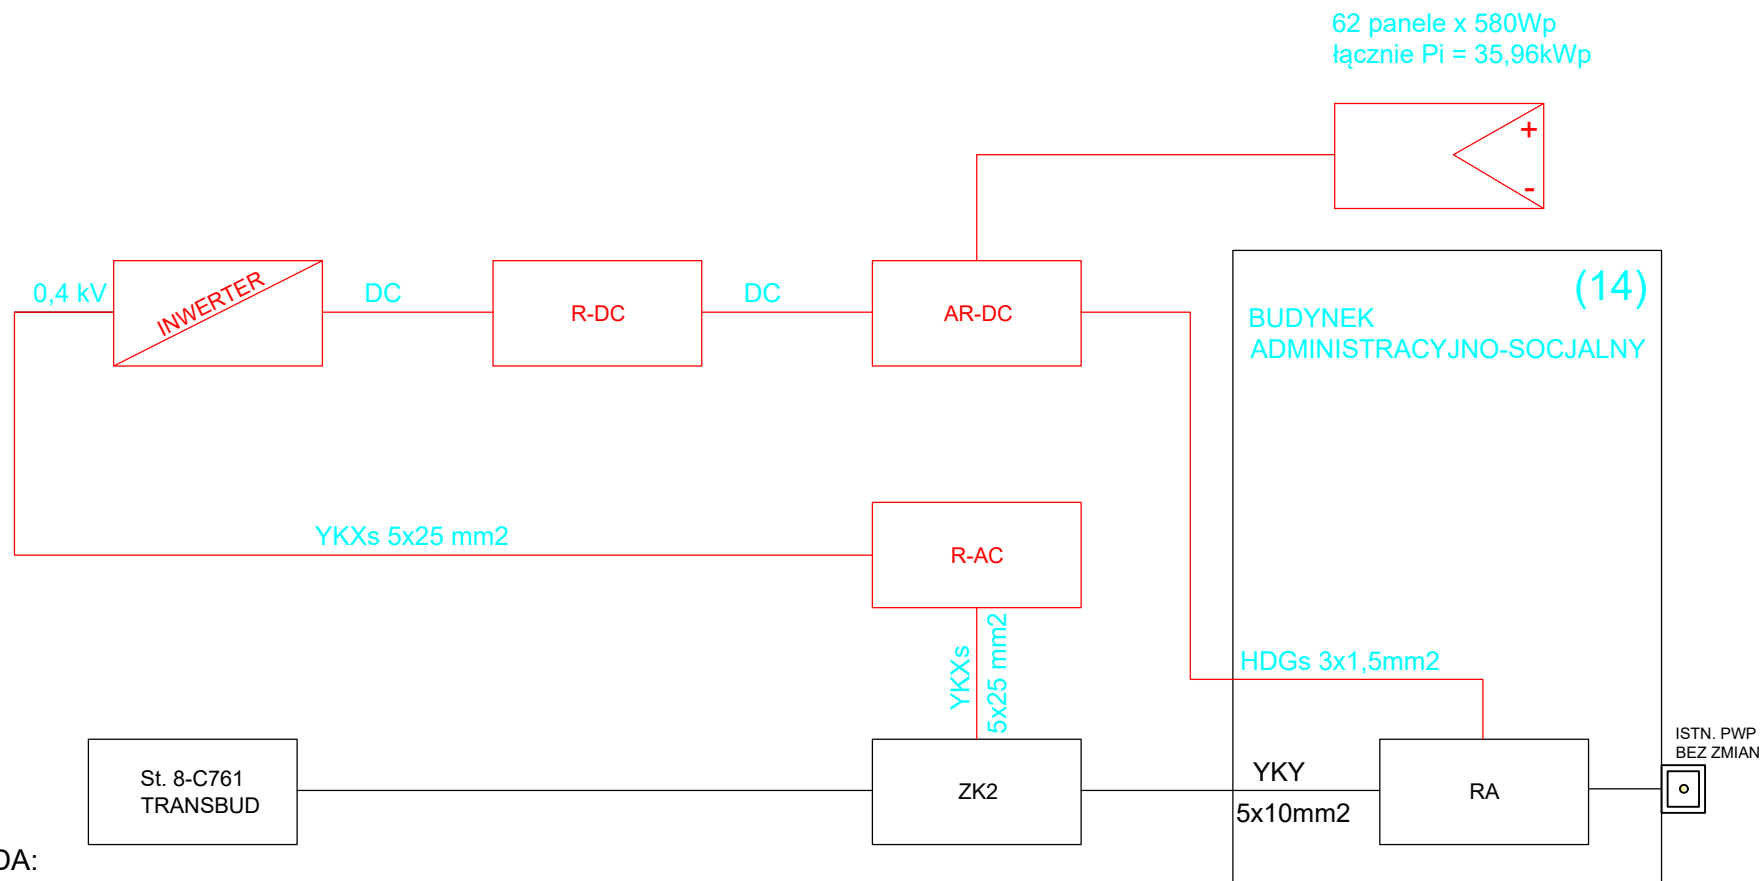 62 panele x 580Wp
łącznie Pi = 35,96kWp
+
-
0,4 kV
INWERTER
DC
R-DC
DC
AR-DC
(14)
BUDYNEK
ADMINISTRACYJNO-SOCJALNY
YKXs 5x25 mm2
R-AC
YKXs
5x25 mm2
HDGs 3x1,5mm2
ISTN. PWP
BEZ ZMIAN
St. 8-C761
TRANSBUD
ZK2
YKY
5x10mm2
RA
DA: